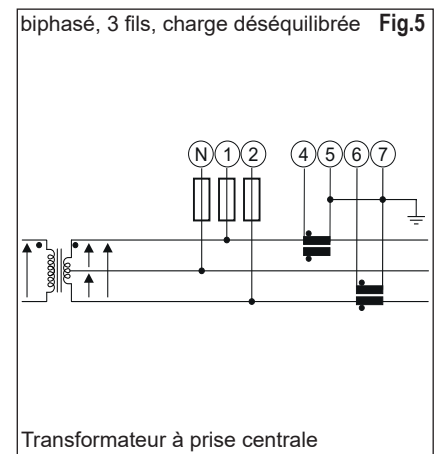 biphasé, 3 fils, charge déséquilibrée Fig.5
N 1 2 4 5 6 7
Transformateur à prise centrale